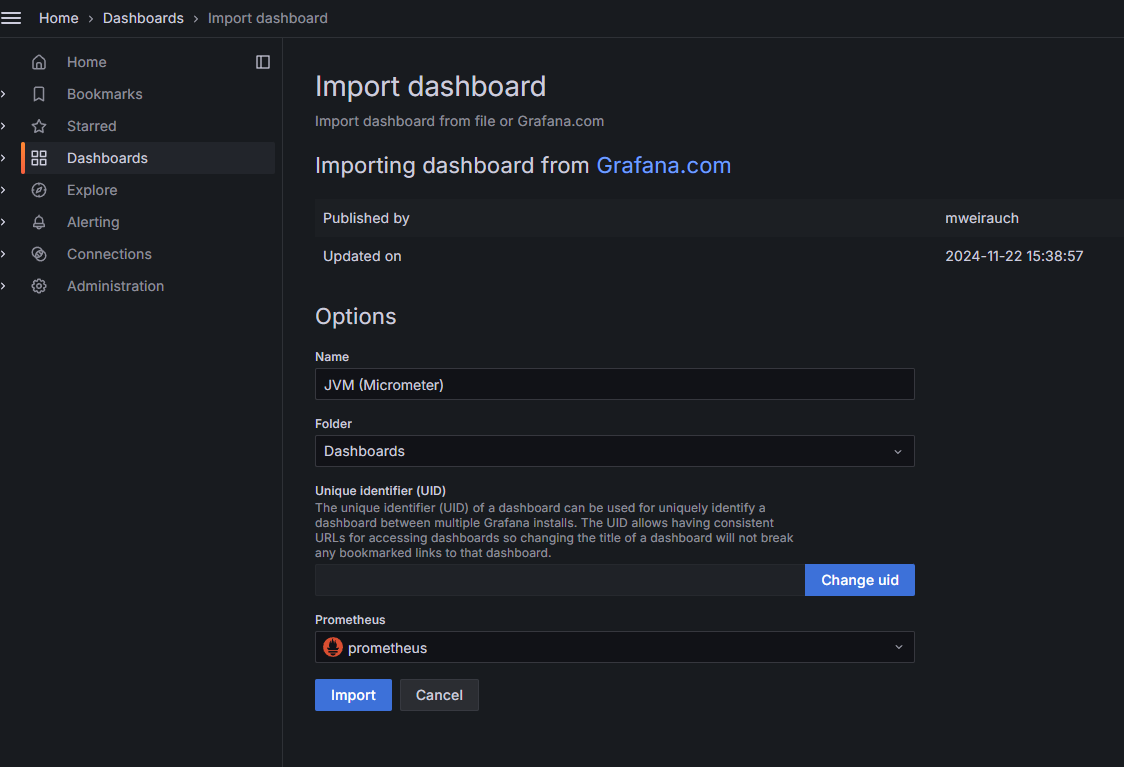 Home › Dashboards › Import dashboard
Home
Bookmarks
Starred
Dashboards
Explore
Alerting
Connections
Administration
Import dashboard
Import dashboard from file or Grafana.com
Importing dashboard from Grafana.com
Published by mweirauch
Updated on 2024-11-22 15:38:57
Options
Name
JVM (Micrometer)
Folder
Dashboards
Unique identifier (UID)
The unique identifier (UID) of a dashboard can be used for uniquely identify a
dashboard between multiple Grafana installs. The UID allows having consistent
URLs for accessing dashboards so changing the title of a dashboard will not break
any bookmarked links to that dashboard.
Change uid
Prometheus
prometheus
Import Cancel